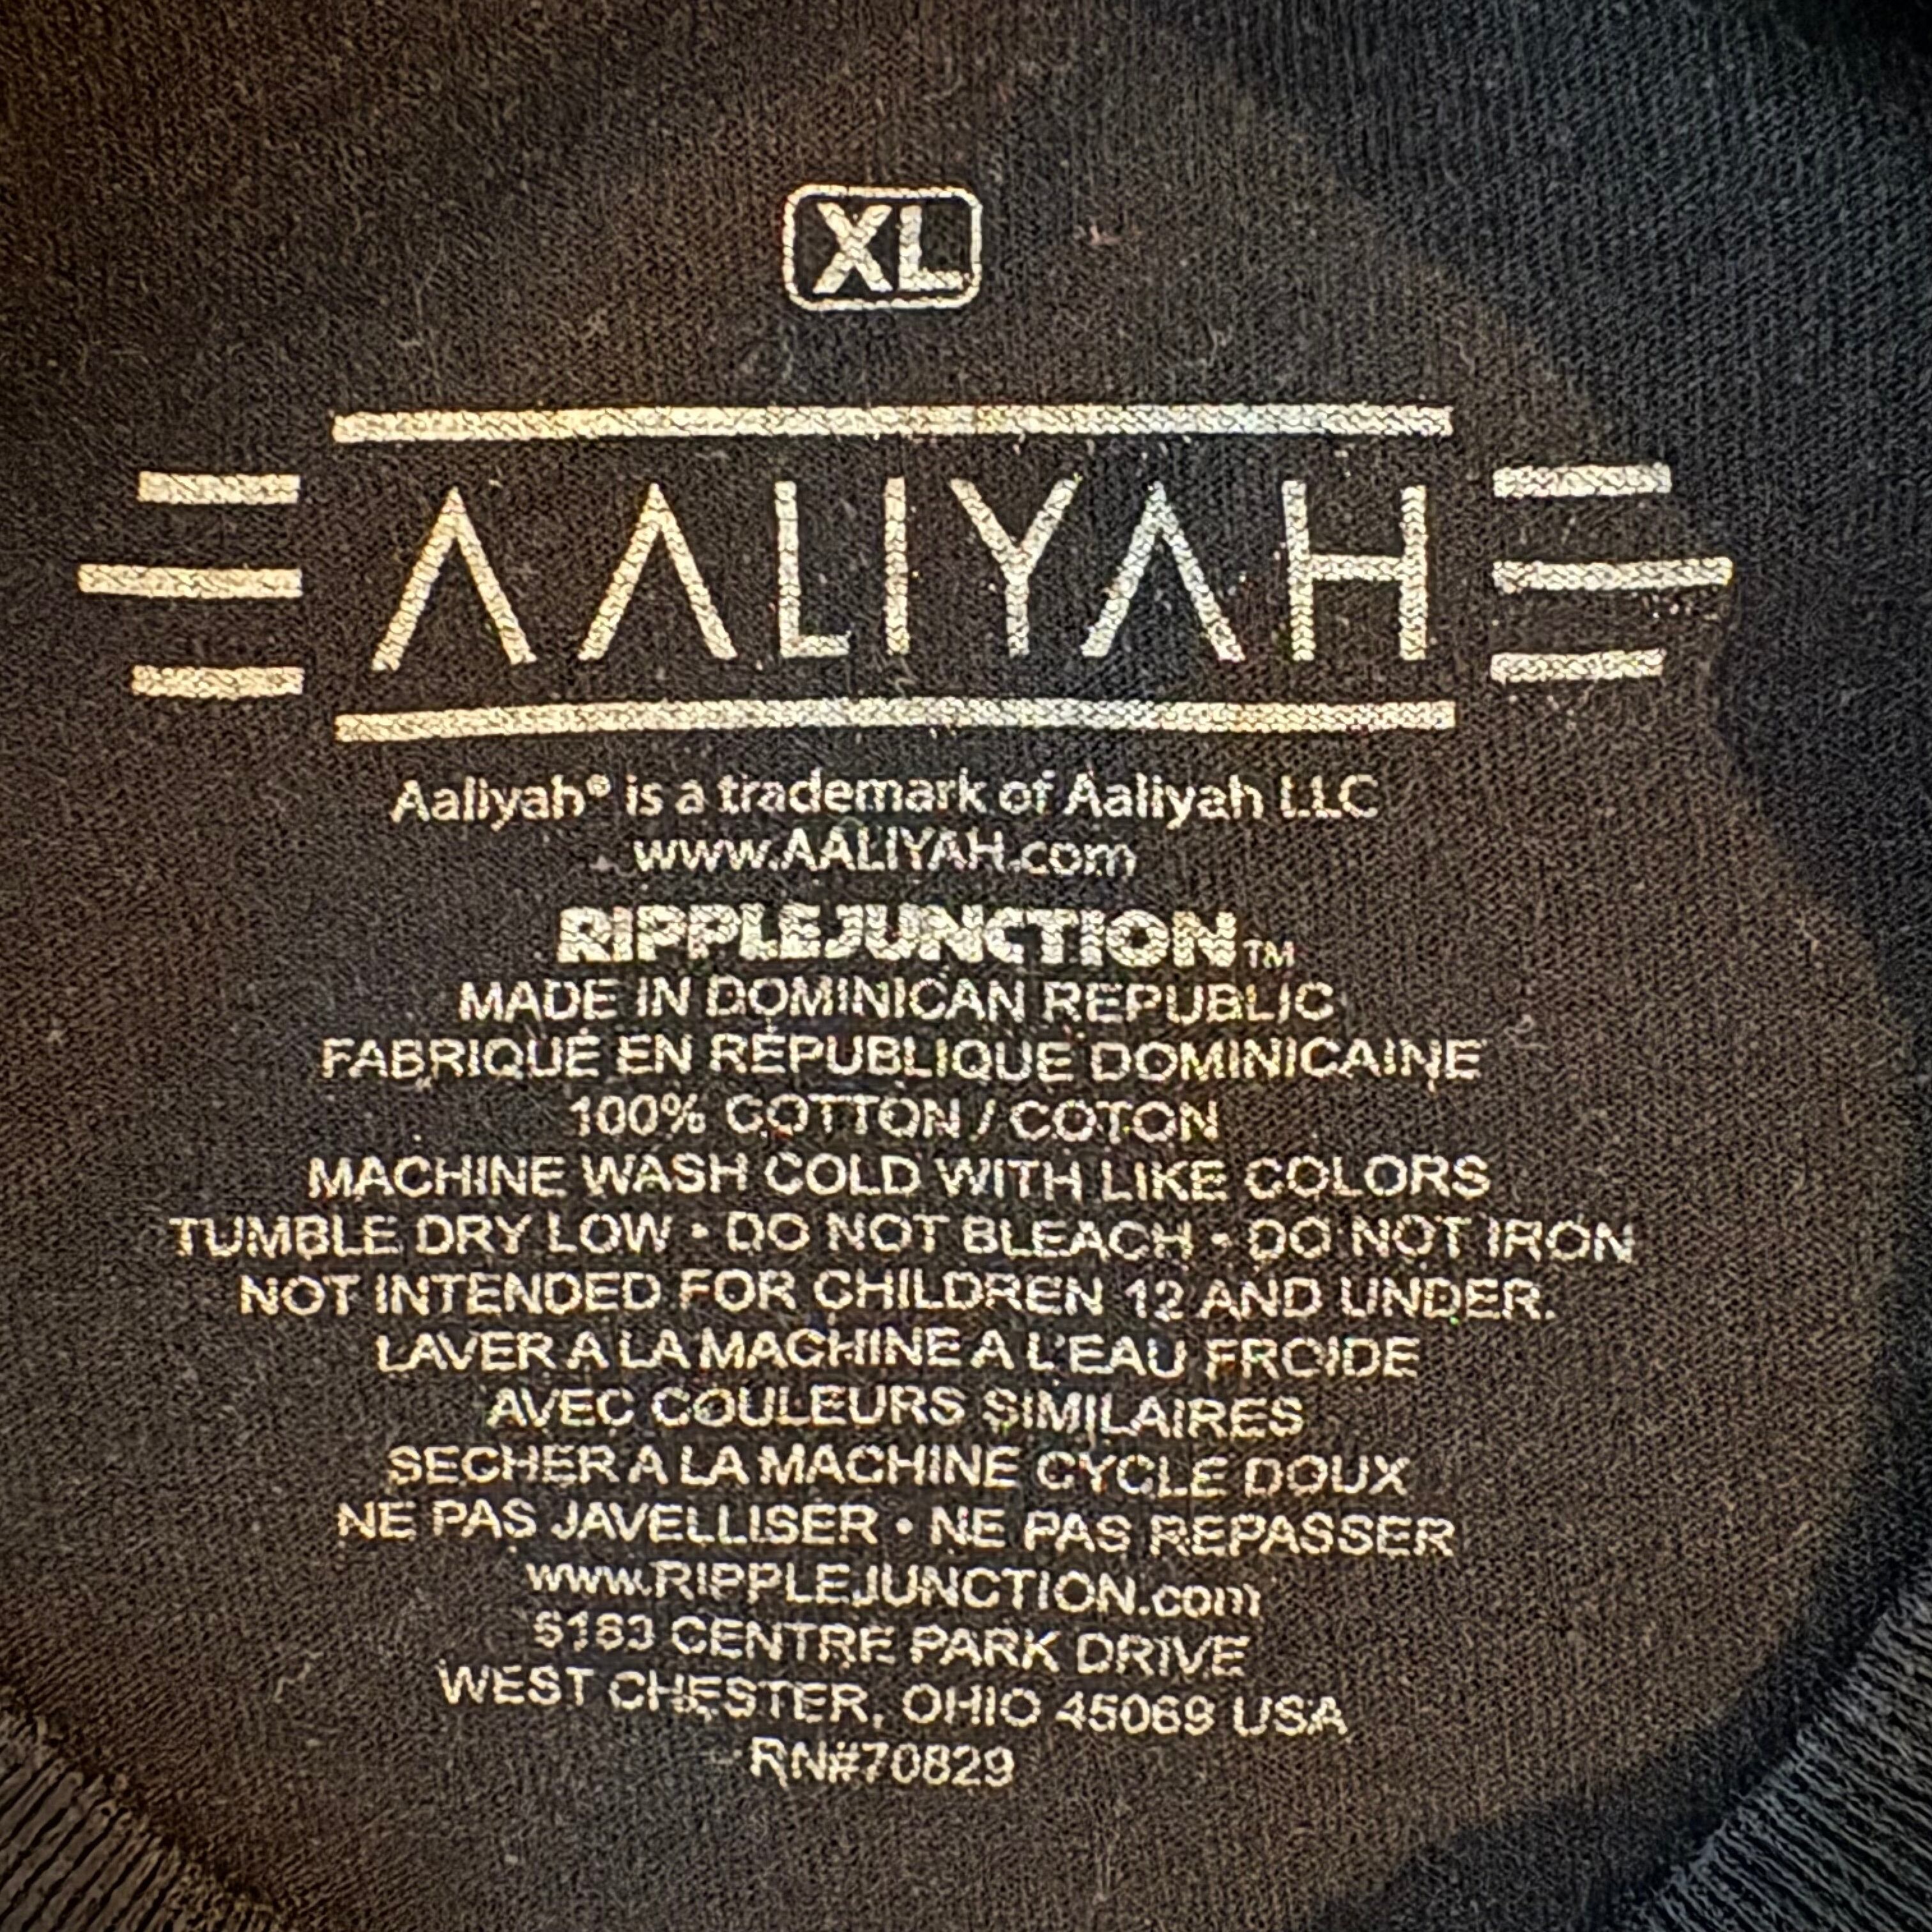 XL
AALIYAH
Aaliyah® is a trademark of Aaliyah LLC
www.AALIYAH.com
RIPPLEJUNCTION™
MADE IN DOMINICAN REPUBLIC
FABRIQUÉ EN RÉPUBLIQUE DOMINICAINE
100% COTTON / COTON
MACHINE WASH COLD WITH LIKE COLORS
TUMBLE DRY LOW • DO NOT BLEACH • DO NOT IRON
NOT INTENDED FOR CHILDREN 12 AND UNDER.
LAVER A LA MACHINE A L'EAU FROIDE
AVEC COULEURS SIMILAIRES
SECHER A LA MACHINE CYCLE DOUX
NE PAS JAVELLISER • NE PAS REPASSER
www.RIPPLEJUNCTION.com
CENTRE PARK DRIVE
WEST CHESTER, OHIO 45069 USA
RN#70829